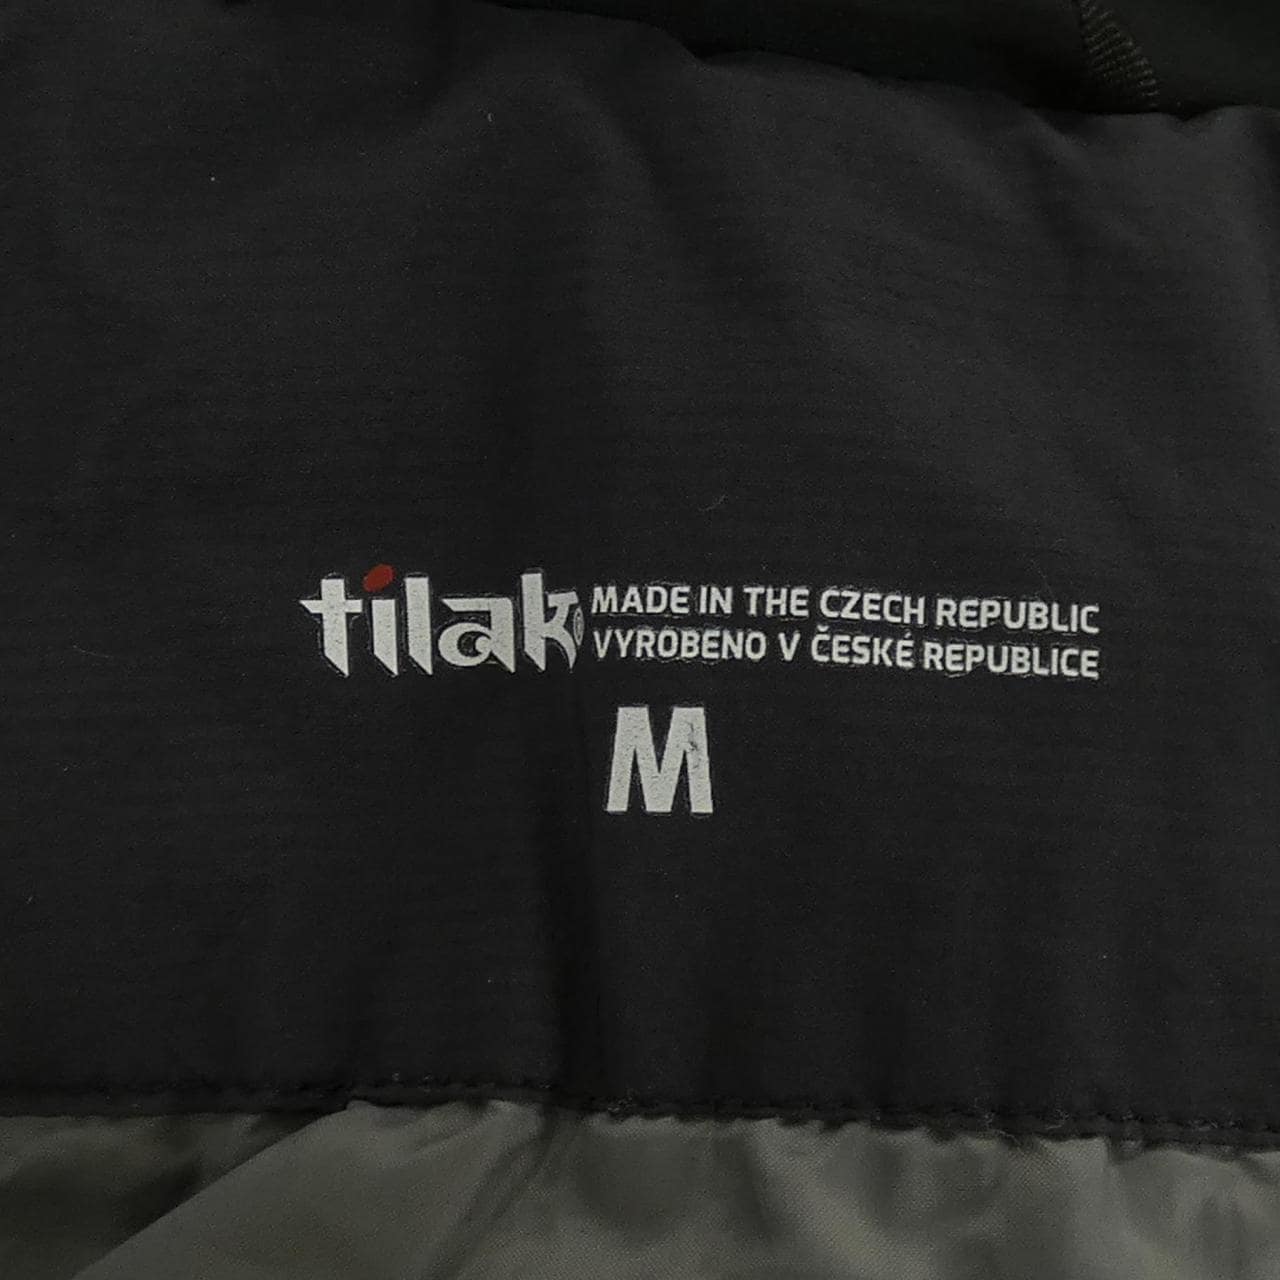 tilak® MADE IN THE CZECH REPUBLIC
VYROBENO V ČESKÉ REPUBLICE
M